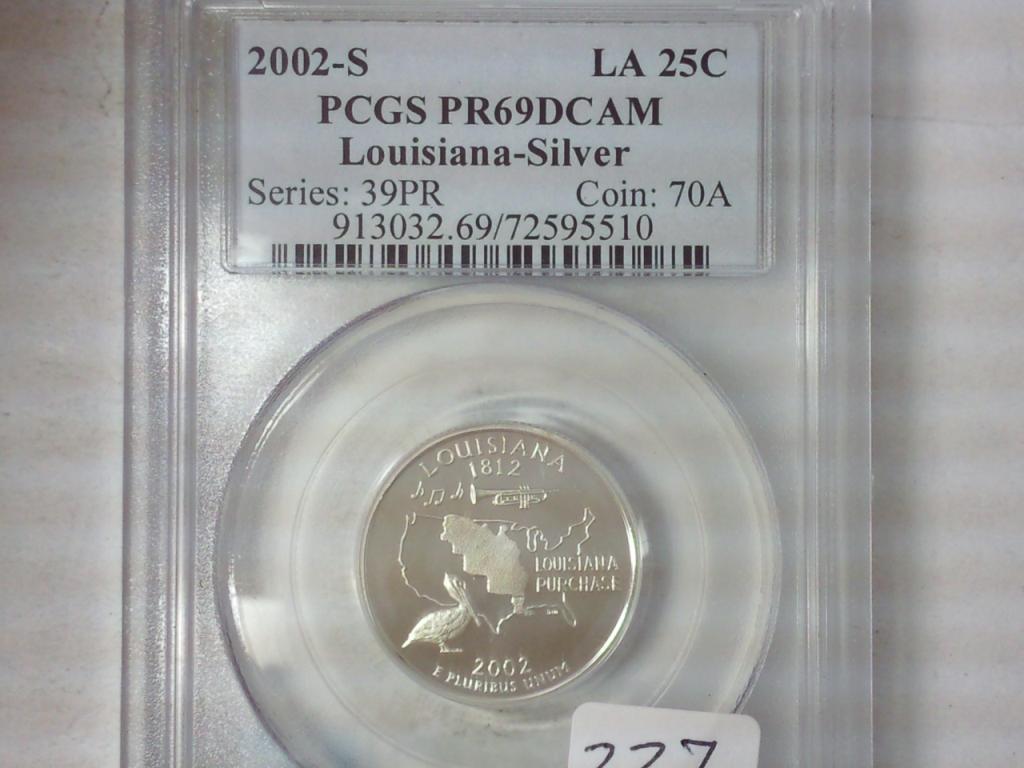 2002-S LA 25C
PCGS PR69DCAM
Louisiana-Silver
Series: 39PR Coin: 70A
913032.69/72595510
LOUISIANA
1812
LOUISIANA
PURCHASE
2002
E PLURIBUS UNUM